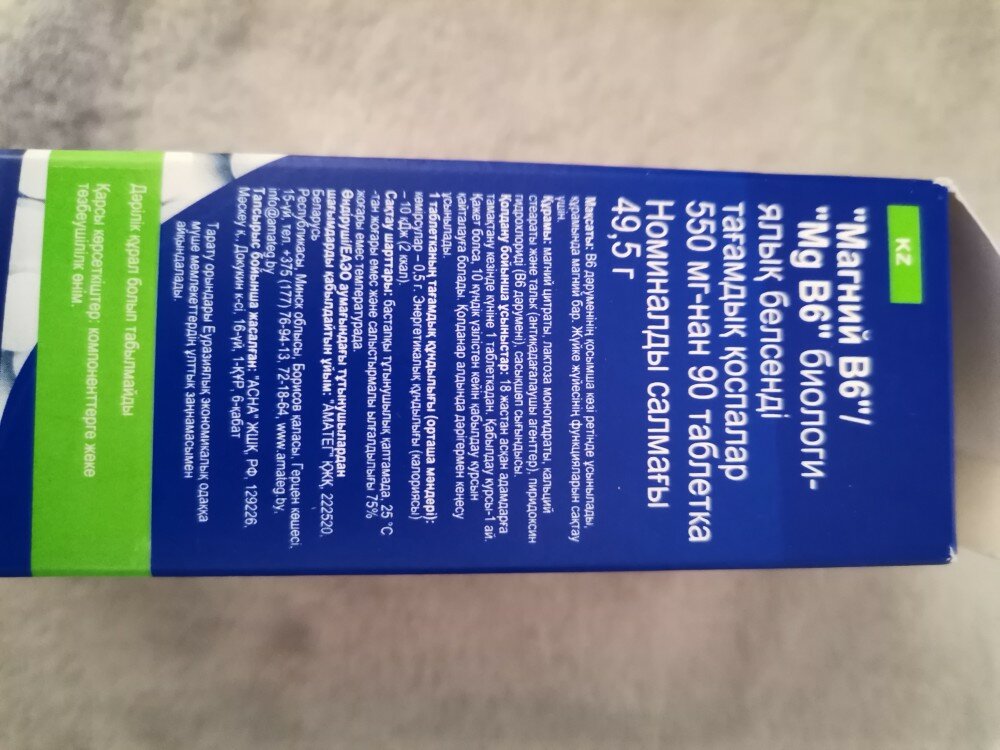 KZ
"Магний В6"/
"Mg B6" биологи-
ялық белсенді
тағамдық қоспалар
550 мг-нан 90 таблетка
Номиналды салмағы
49,5 г
Мақсаты: В6 дәруменінің қосымша көзі ретінде ұсынылады,
құрамында магний бар. Жүйке жүйесінің функцияларын сақтау
үшін
Құрамы: магний цитраты, лактоза моногидраты, кальций
стеараты және тальк (антиқадағалаушы агенттер), пиридоксин
гидрохлориді (В6 дәрумені), сасықшөп сығындысы.
Қолдану бойынша ұсыныстар: 18 жастан асқан адамдарға
тамақтану кезінде күніне 1 таблеткадан. Қабылдау курсы-1 ай.
Қажет болса, 10 күндік үзілістен кейін қабылдау курсын
қайталауға болады. Қолданар алдында дәрігермен кеңесу
ұсынылады.
1 таблетканың тағамдық құндылығы (орташа мәндері):
көмірсулар – 0,5 г. Энергетикалық құндылығы (калориясы)
– 10 кДж (2 ккал).
Сақтау шарттары: бастапқы тұтынушылық қаптамада, 25 °С
-тан жоғары емес және салыстырмалы ылғалдылығы 75%
жоғары емес температурада.
Өндіруші/ЕАЭО аумағындағы тұтынушылардан
шағымдарды қабылдайтын ұйым: "АМАТЕГ" ЖЖҚ, 222520,
Беларусь
Республикасы, Минск облысы, Борисов қаласы, Герцен көшесі,
15-үй, тел. +375 (177) 76-94-13, 72-18-64, www.amateg.by,
info@amateg.by
Тапсырыс бойынша жасалған: "АСНА" ЖШҚ, РФ, 129226,
Мәскеу қ., Докукин к-сі, 16-үй, 1-ҚҰР, 6-қабат
Тарату орындары Еуразиялық экономикалық одаққа
мүше мемлекеттердің ұлттық заңнамасымен
айқындалады.
Дәрілік құрал болып табылмайды
Қарсы көрсеткіштер: компоненттерге жеке
төзбеушілік өнім.